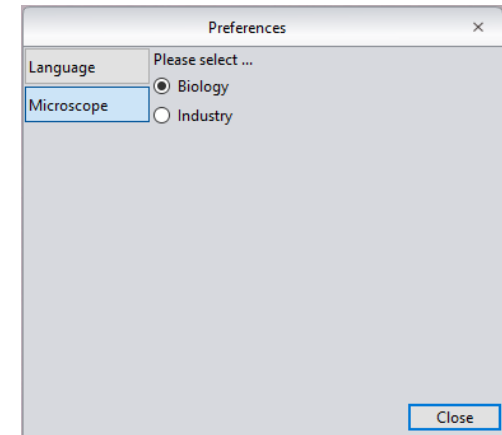 Preferences
Language
Please select ...
Biology
Microscope
Industry
Close